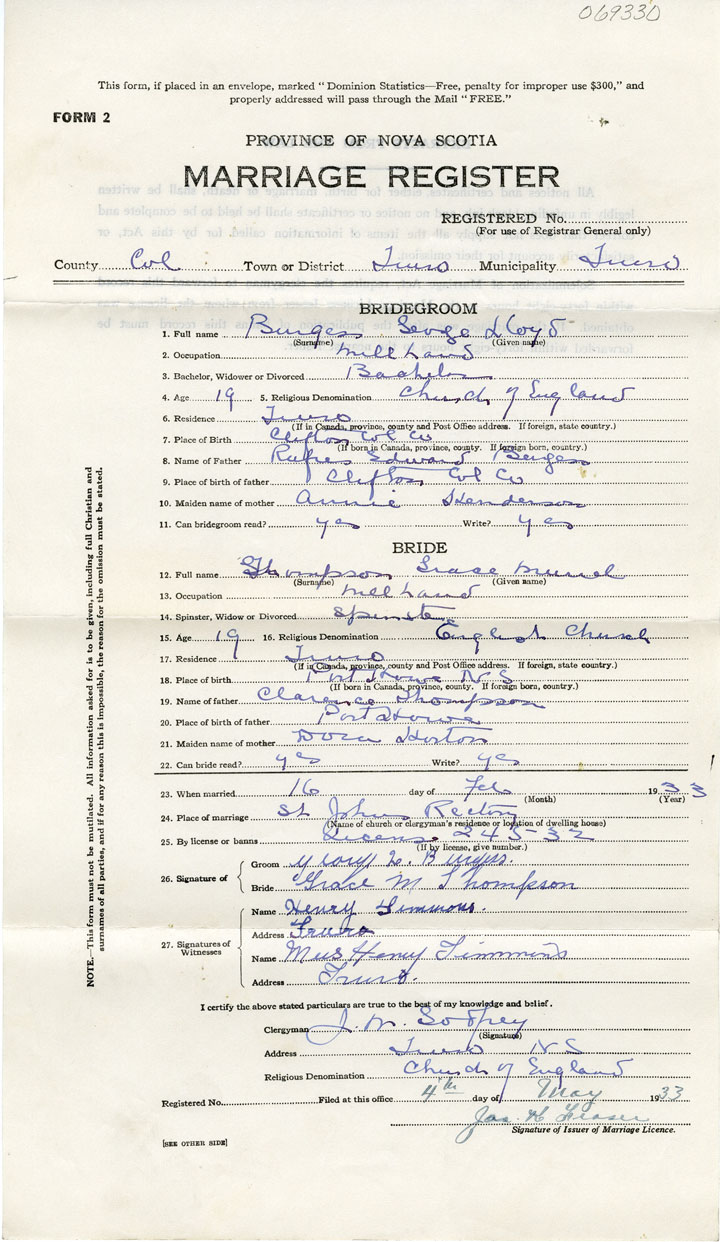 069330
This form, if placed in an envelope, marked "Dominion Statistics—Free, penalty for improper use $300," and
properly addressed will pass through the Mail "FREE."
FORM 2
PROVINCE OF NOVA SCOTIA
MARRIAGE REGISTER
REGISTERED No.
(For use of Registrar General only)
County Col Town or District Truro Municipality Truro
BRIDEGROOM
1. Full name Burgess George Lloyd
(Surname) (Given name)
2. Occupation Mill hand
3. Bachelor, Widower or Divorced Bachelor
4. Age 19 5. Religious Denomination Church of England
6. Residence Truro
(If in Canada, province, county and Post Office address. If foreign, state country.)
7. Place of Birth Clifton Col Co
(If born in Canada, province, county. If foreign born, country.)
8. Name of Father Rufus Edward Burgess
9. Place of birth of father Clifton Col Co
10. Maiden name of mother Annie Henderson
11. Can bridegroom read? yes Write? yes
BRIDE
12. Full name Thompson Grace Muriel
(Surname) (Given name)
13. Occupation Mill hand
14. Spinster, Widow or Divorced Spinster
15. Age 19 16. Religious Denomination English Church
17. Residence Truro
(If in Canada, province, county and Post Office address. If foreign, state country.)
18. Place of birth Port Howe N S
(If born in Canada, province, county. If foreign born, country.)
19. Name of father Clarence Thompson
20. Place of birth of father Port Howe
21. Maiden name of mother Dora Horton
22. Can bride read? yes Write? yes
23. When married 16 day of Feb 1933
(Month) (Year)
24. Place of marriage St Johns Rectory
(Name of church or clergyman's residence or location of dwelling house)
25. By license or banns License 243-32
(If by license, give number.)
26. Signature of
Groom Burgess.
Bride Grace M Thompson
27. Signatures of Witnesses
Name Henry Timmons.
Address Truro
Name Mrs Henry Timmins
Address Truro.
I certify the above stated particulars are true to the best of my knowledge and belief.
Clergyman J. M. Godfrey
(Signature)
Address Truro N S
Religious Denomination Church of England
Registered No. Filed at this office 4th day of May 1933
Jas. H Fraser
Signature of Issuer of Marriage Licence.
[SEE OTHER SIDE]
NOTE.—This form must not be mutilated. All information asked for is to be given, including full Christian and
surnames of all parties, and if for any reason this is impossible, the reason for the omission must be stated.